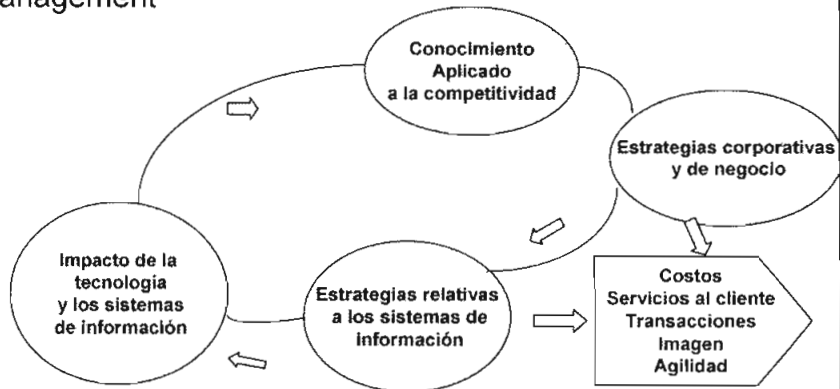 Conocimiento
Aplicado
a la competitividad
Estrategias corporativas
y de negocio
Impacto de la
tecnología
y los sistemas
de información
Estrategias relativas
a los sistemas de
información
Costos
Servicios al cliente
Transacciones
Imagen
Agilidad